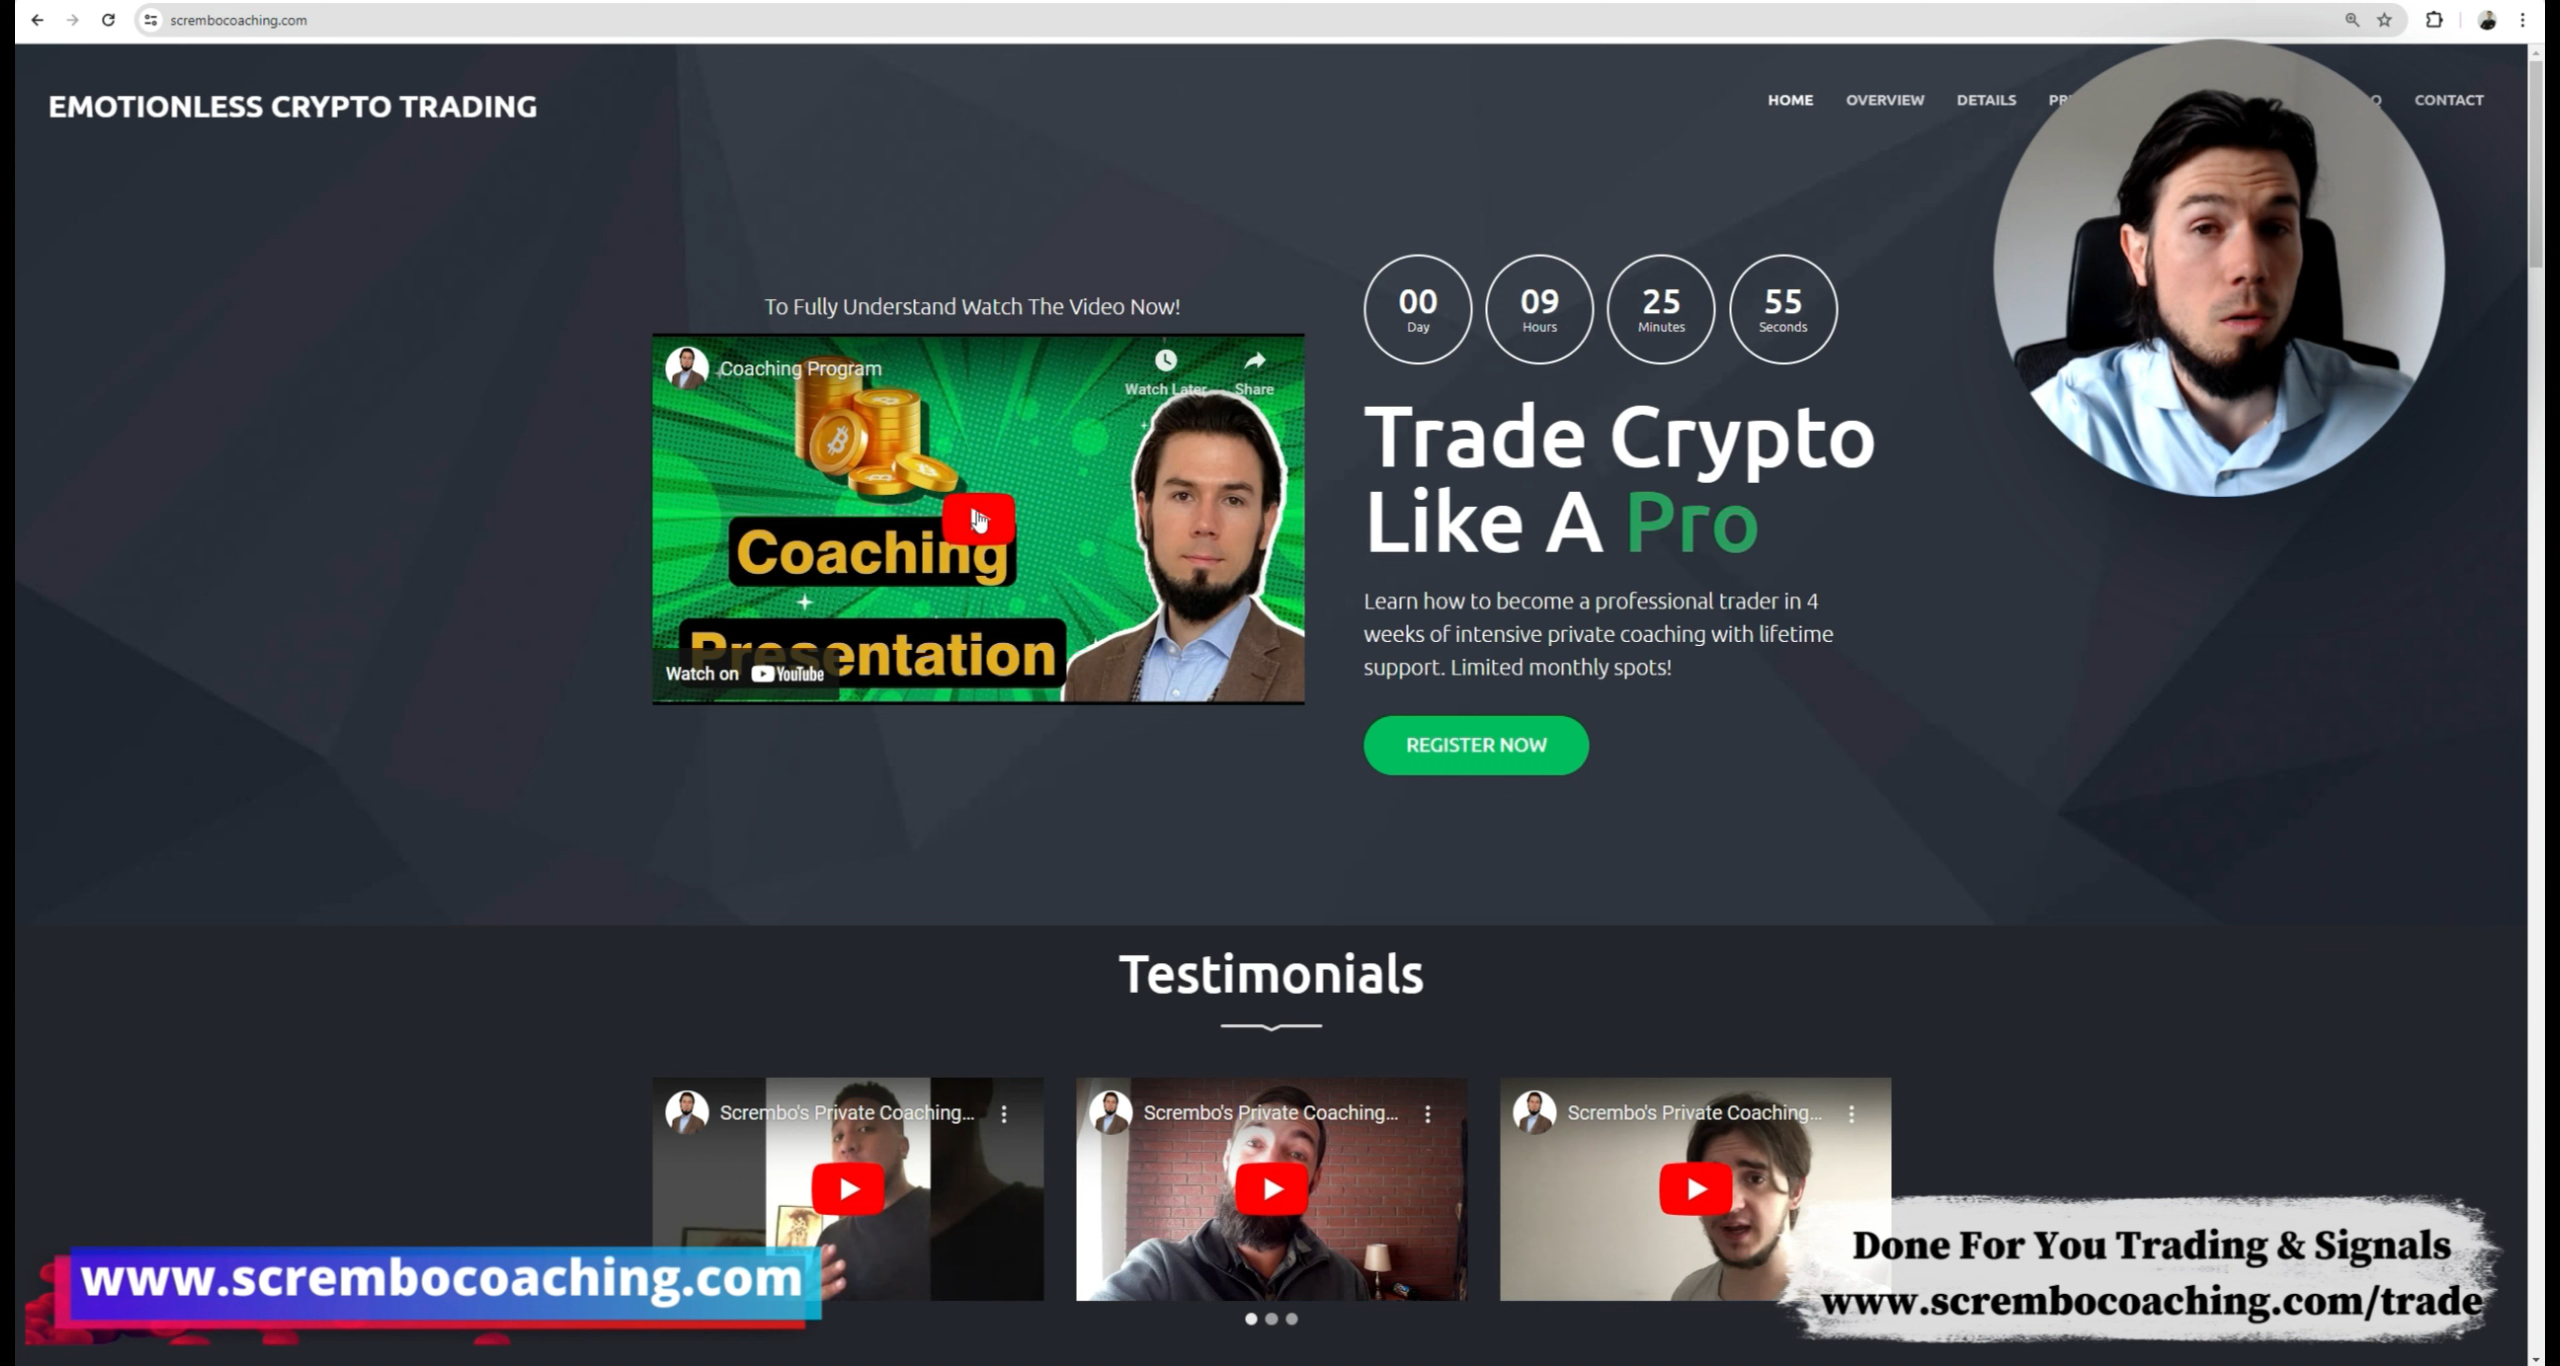 scrembocoaching.com
EMOTIONLESS CRYPTO TRADING
HOME OVERVIEW DETAILS CONTACT
To Fully Understand Watch The Video Now!
Coaching Program
Watch Later
Share
Coaching
Presentation
Watch on YouTube
00 09 25 55
Day Hours Minutes Seconds
Trade Crypto
Like A Pro
Learn how to become a professional trader in 4
weeks of intensive private coaching with lifetime
support. Limited monthly spots!
REGISTER NOW
Testimonials
Scrembo's Private Coaching...
Scrembo's Private Coaching...
Scrembo's Private Coaching...
www.scrembocoaching.com
Done For You Trading & Signals
www.scrembocoaching.com/trade